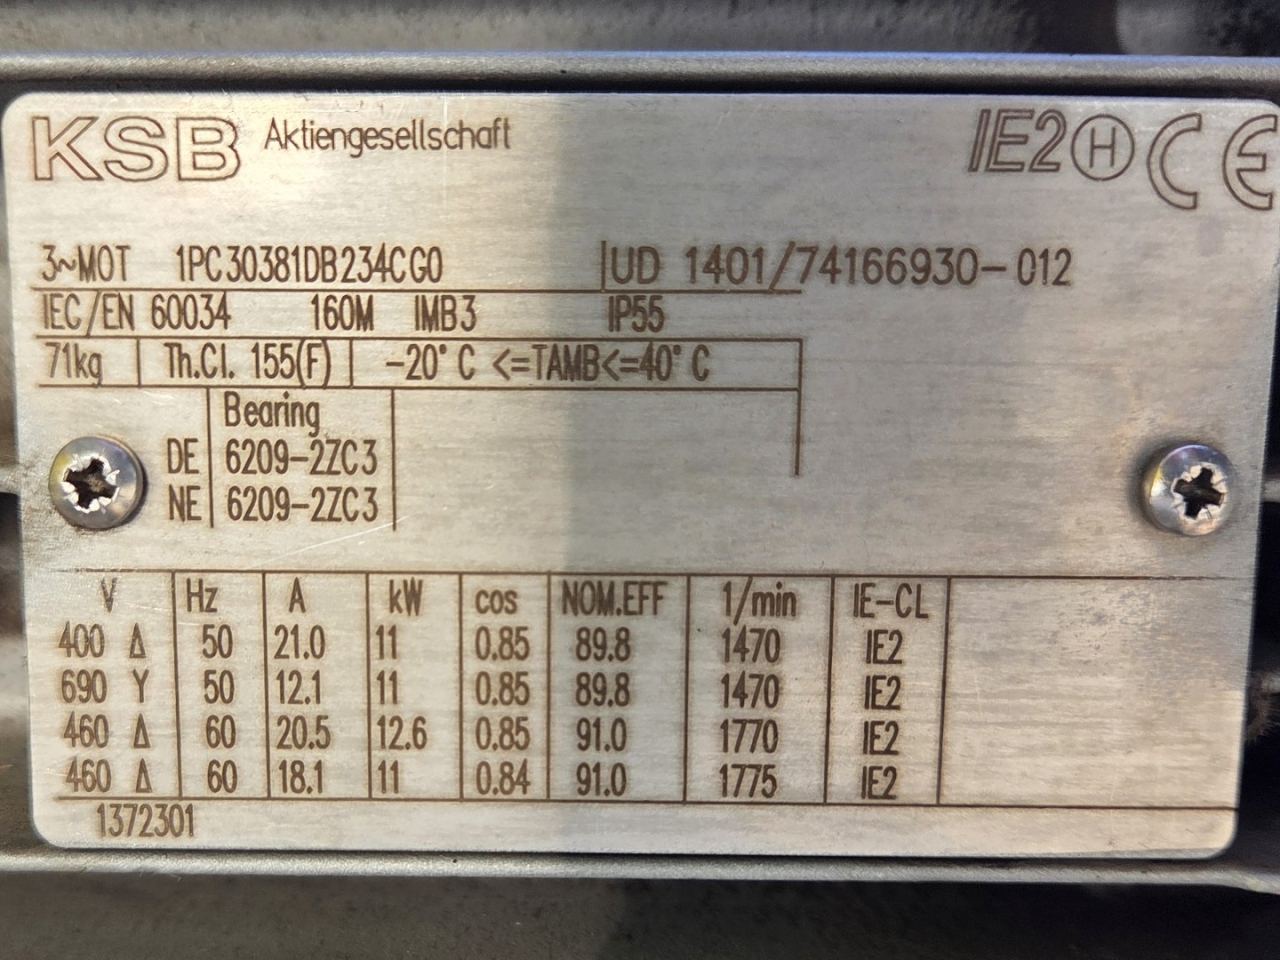 KSB Aktiengesellschaft IE2 H CE
3~MOT 1PC30381DB234CG0 UD 1401/74166930-012
IEC/EN 60034 160M IMB3 IP55
71kg Th.Cl. 155(F) -20° C <=TAMB<=40° C
Bearing
DE 6209-2ZC3
NE 6209-2ZC3
V Hz A kW cos NOM.EFF 1/min IE-CL
400 Δ 50 21.0 11 0.85 89.8 1470 IE2
690 Y 50 12.1 11 0.85 89.8 1470 IE2
460 Δ 60 20.5 12.6 0.85 91.0 1770 IE2
460 Δ 60 18.1 11 0.84 91.0 1775 IE2
1372301